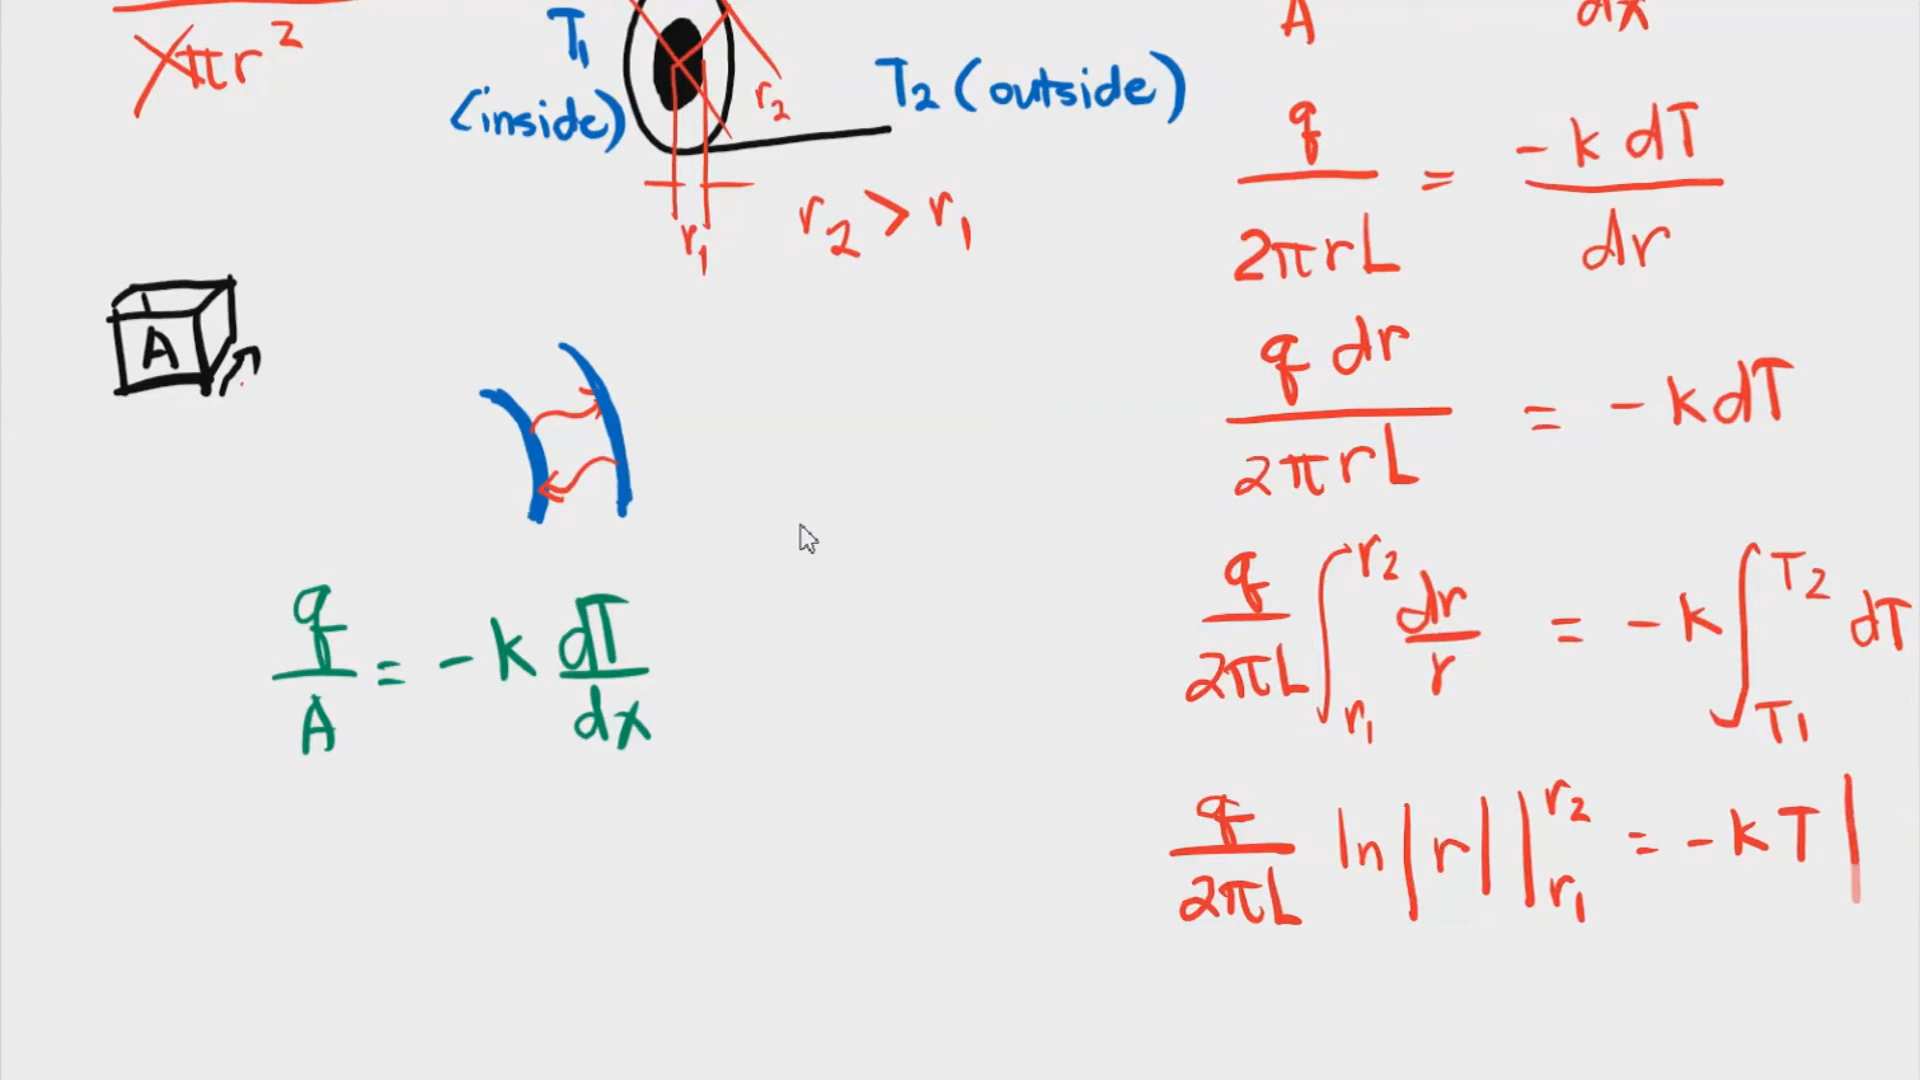 πr²
T₁
(inside)
r₂
T₂ (outside)
r₁
r₂ > r₁
A
q/A = -k dT/dx
A dx
q/2πrL = -k dT/dr
q dr/2πrL = -k dT
q/2πL ∫r₁^r₂ dr/r = -k ∫T₁^T₂ dT
q/2πL ln|r| |r₁^r₂ = -k T |